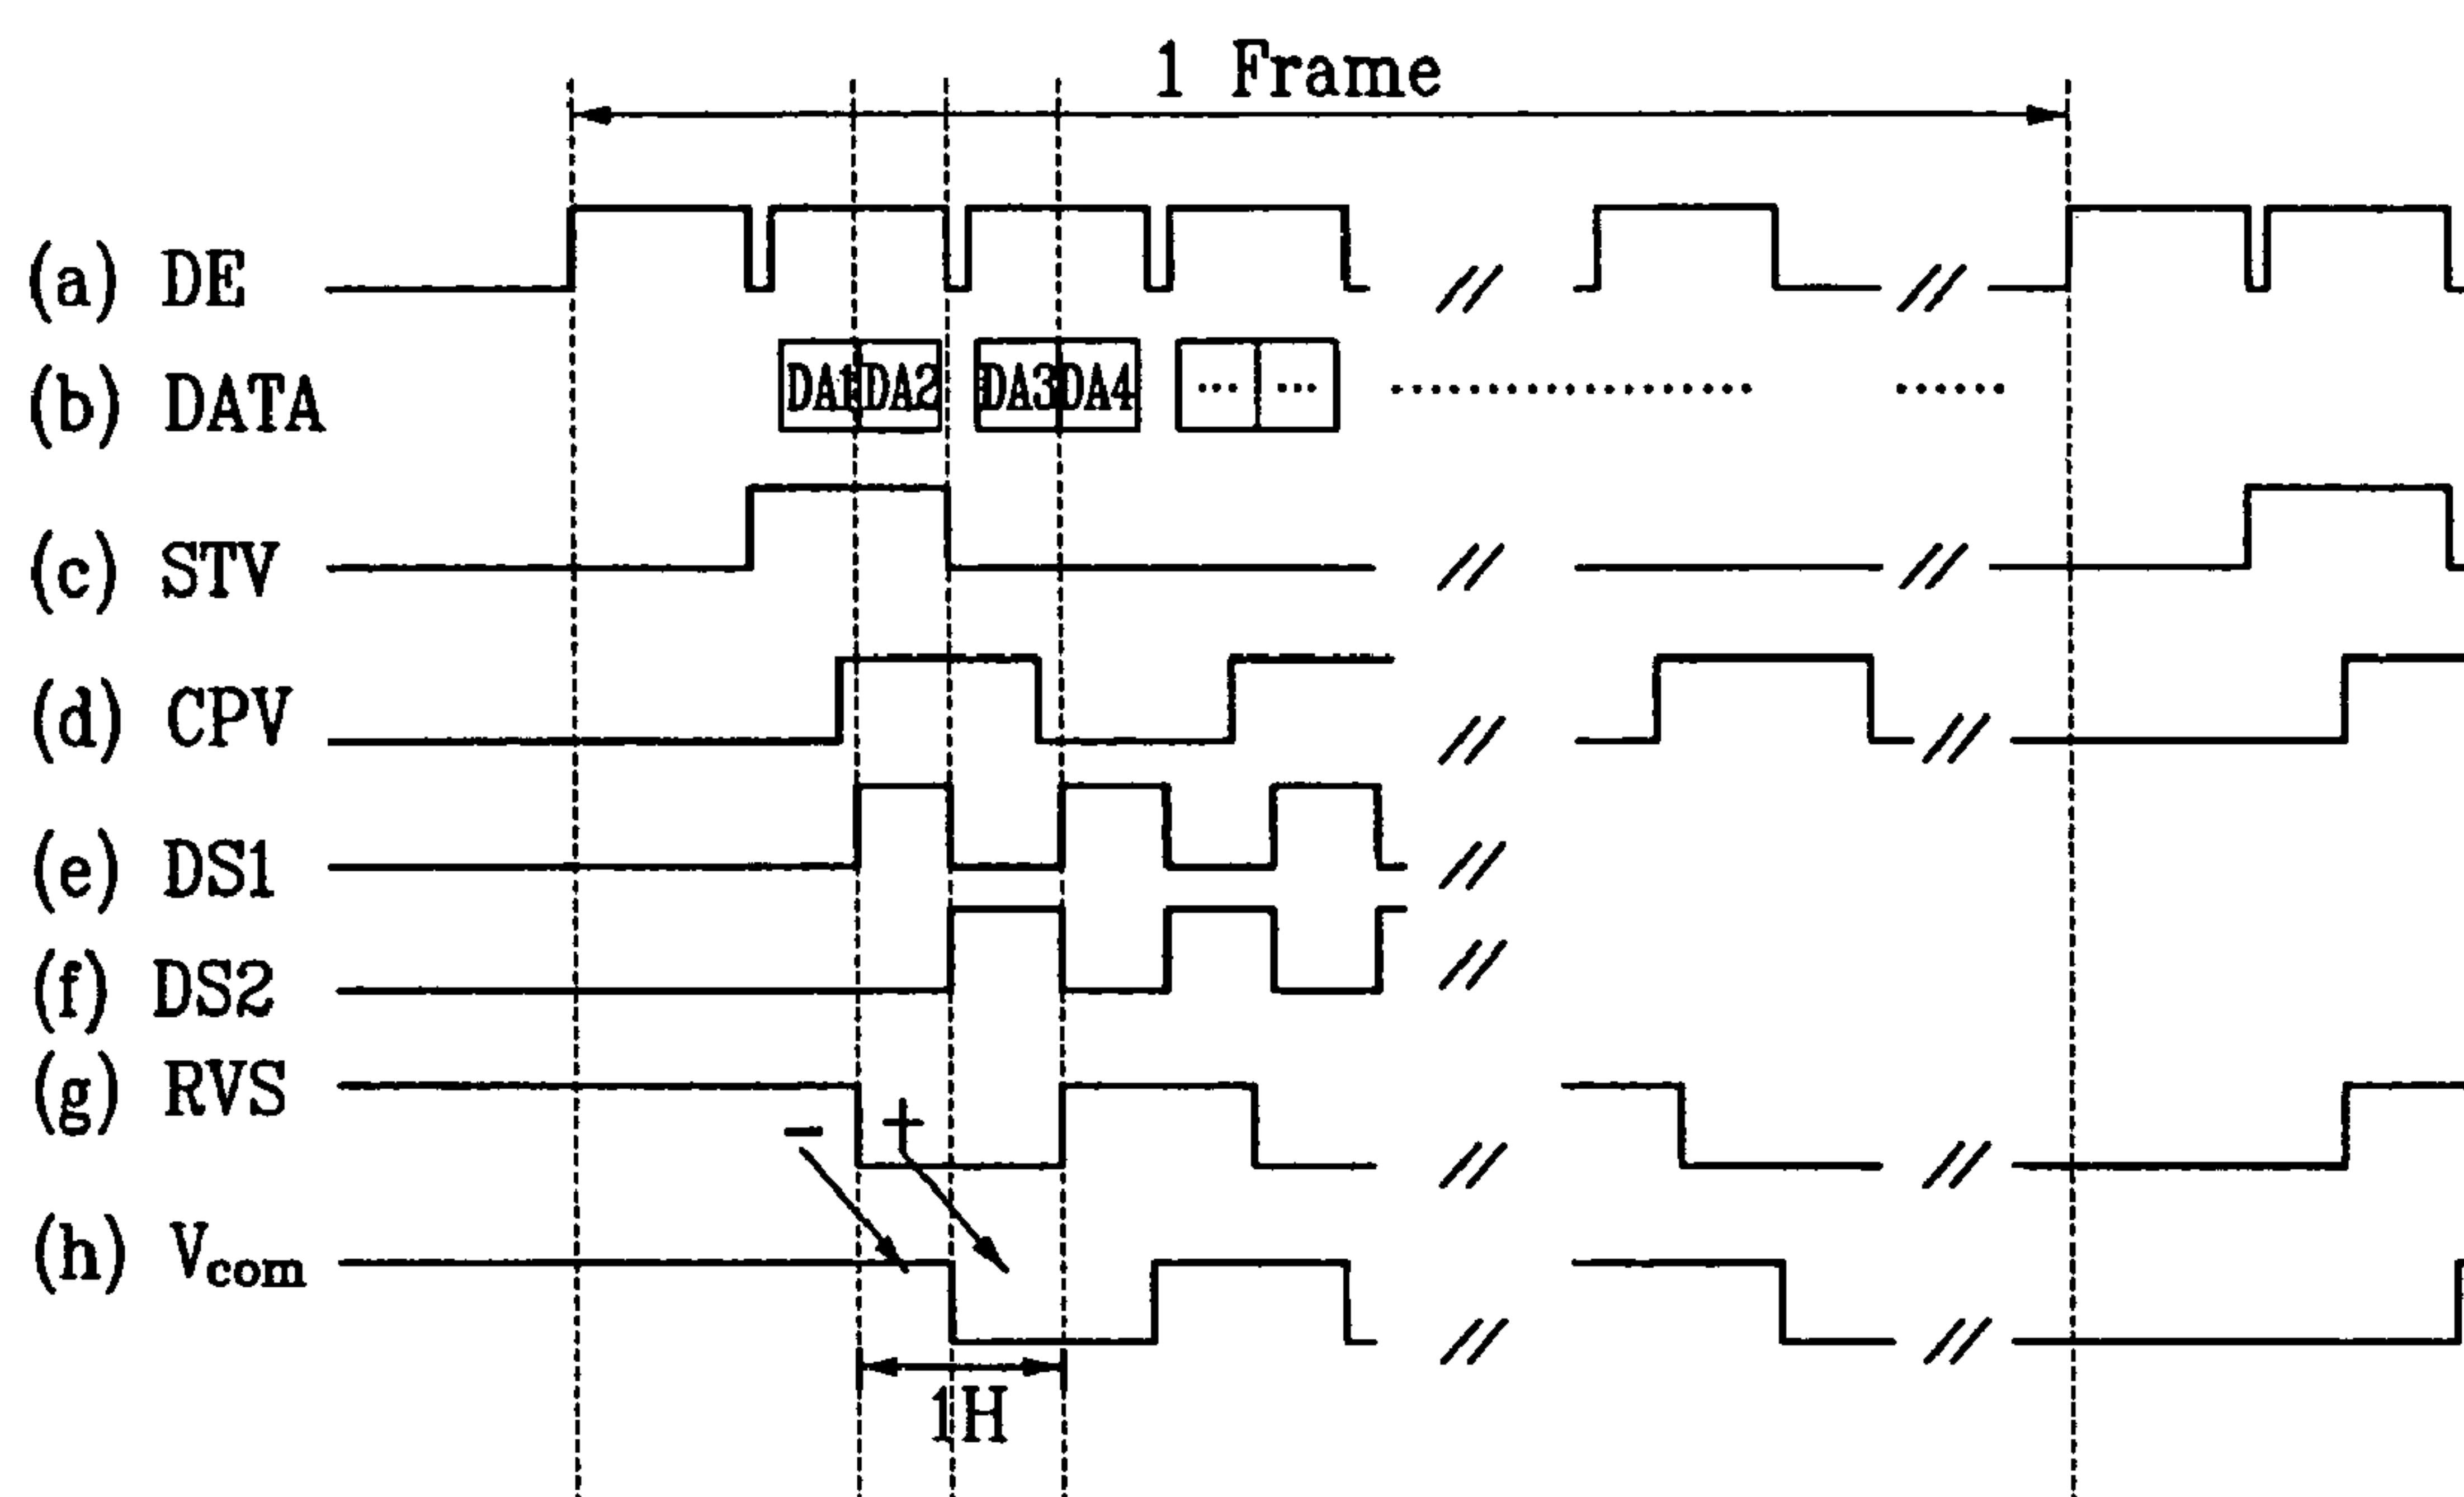 1 Frame
(a) DE
(b) DATA DA1 DA2 DA3 DA4 ... ...
(c) STV
(d) CPV
(e) DS1
(f) DS2
(g) RVS
- +
(h) Vcom
1H